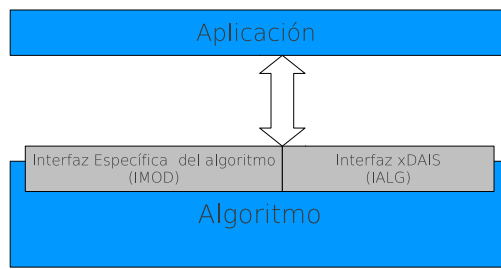 Aplicación
Interfaz Específica del algoritmo
(IMOD)
Interfaz xDAIS
(IALG)
Algoritmo